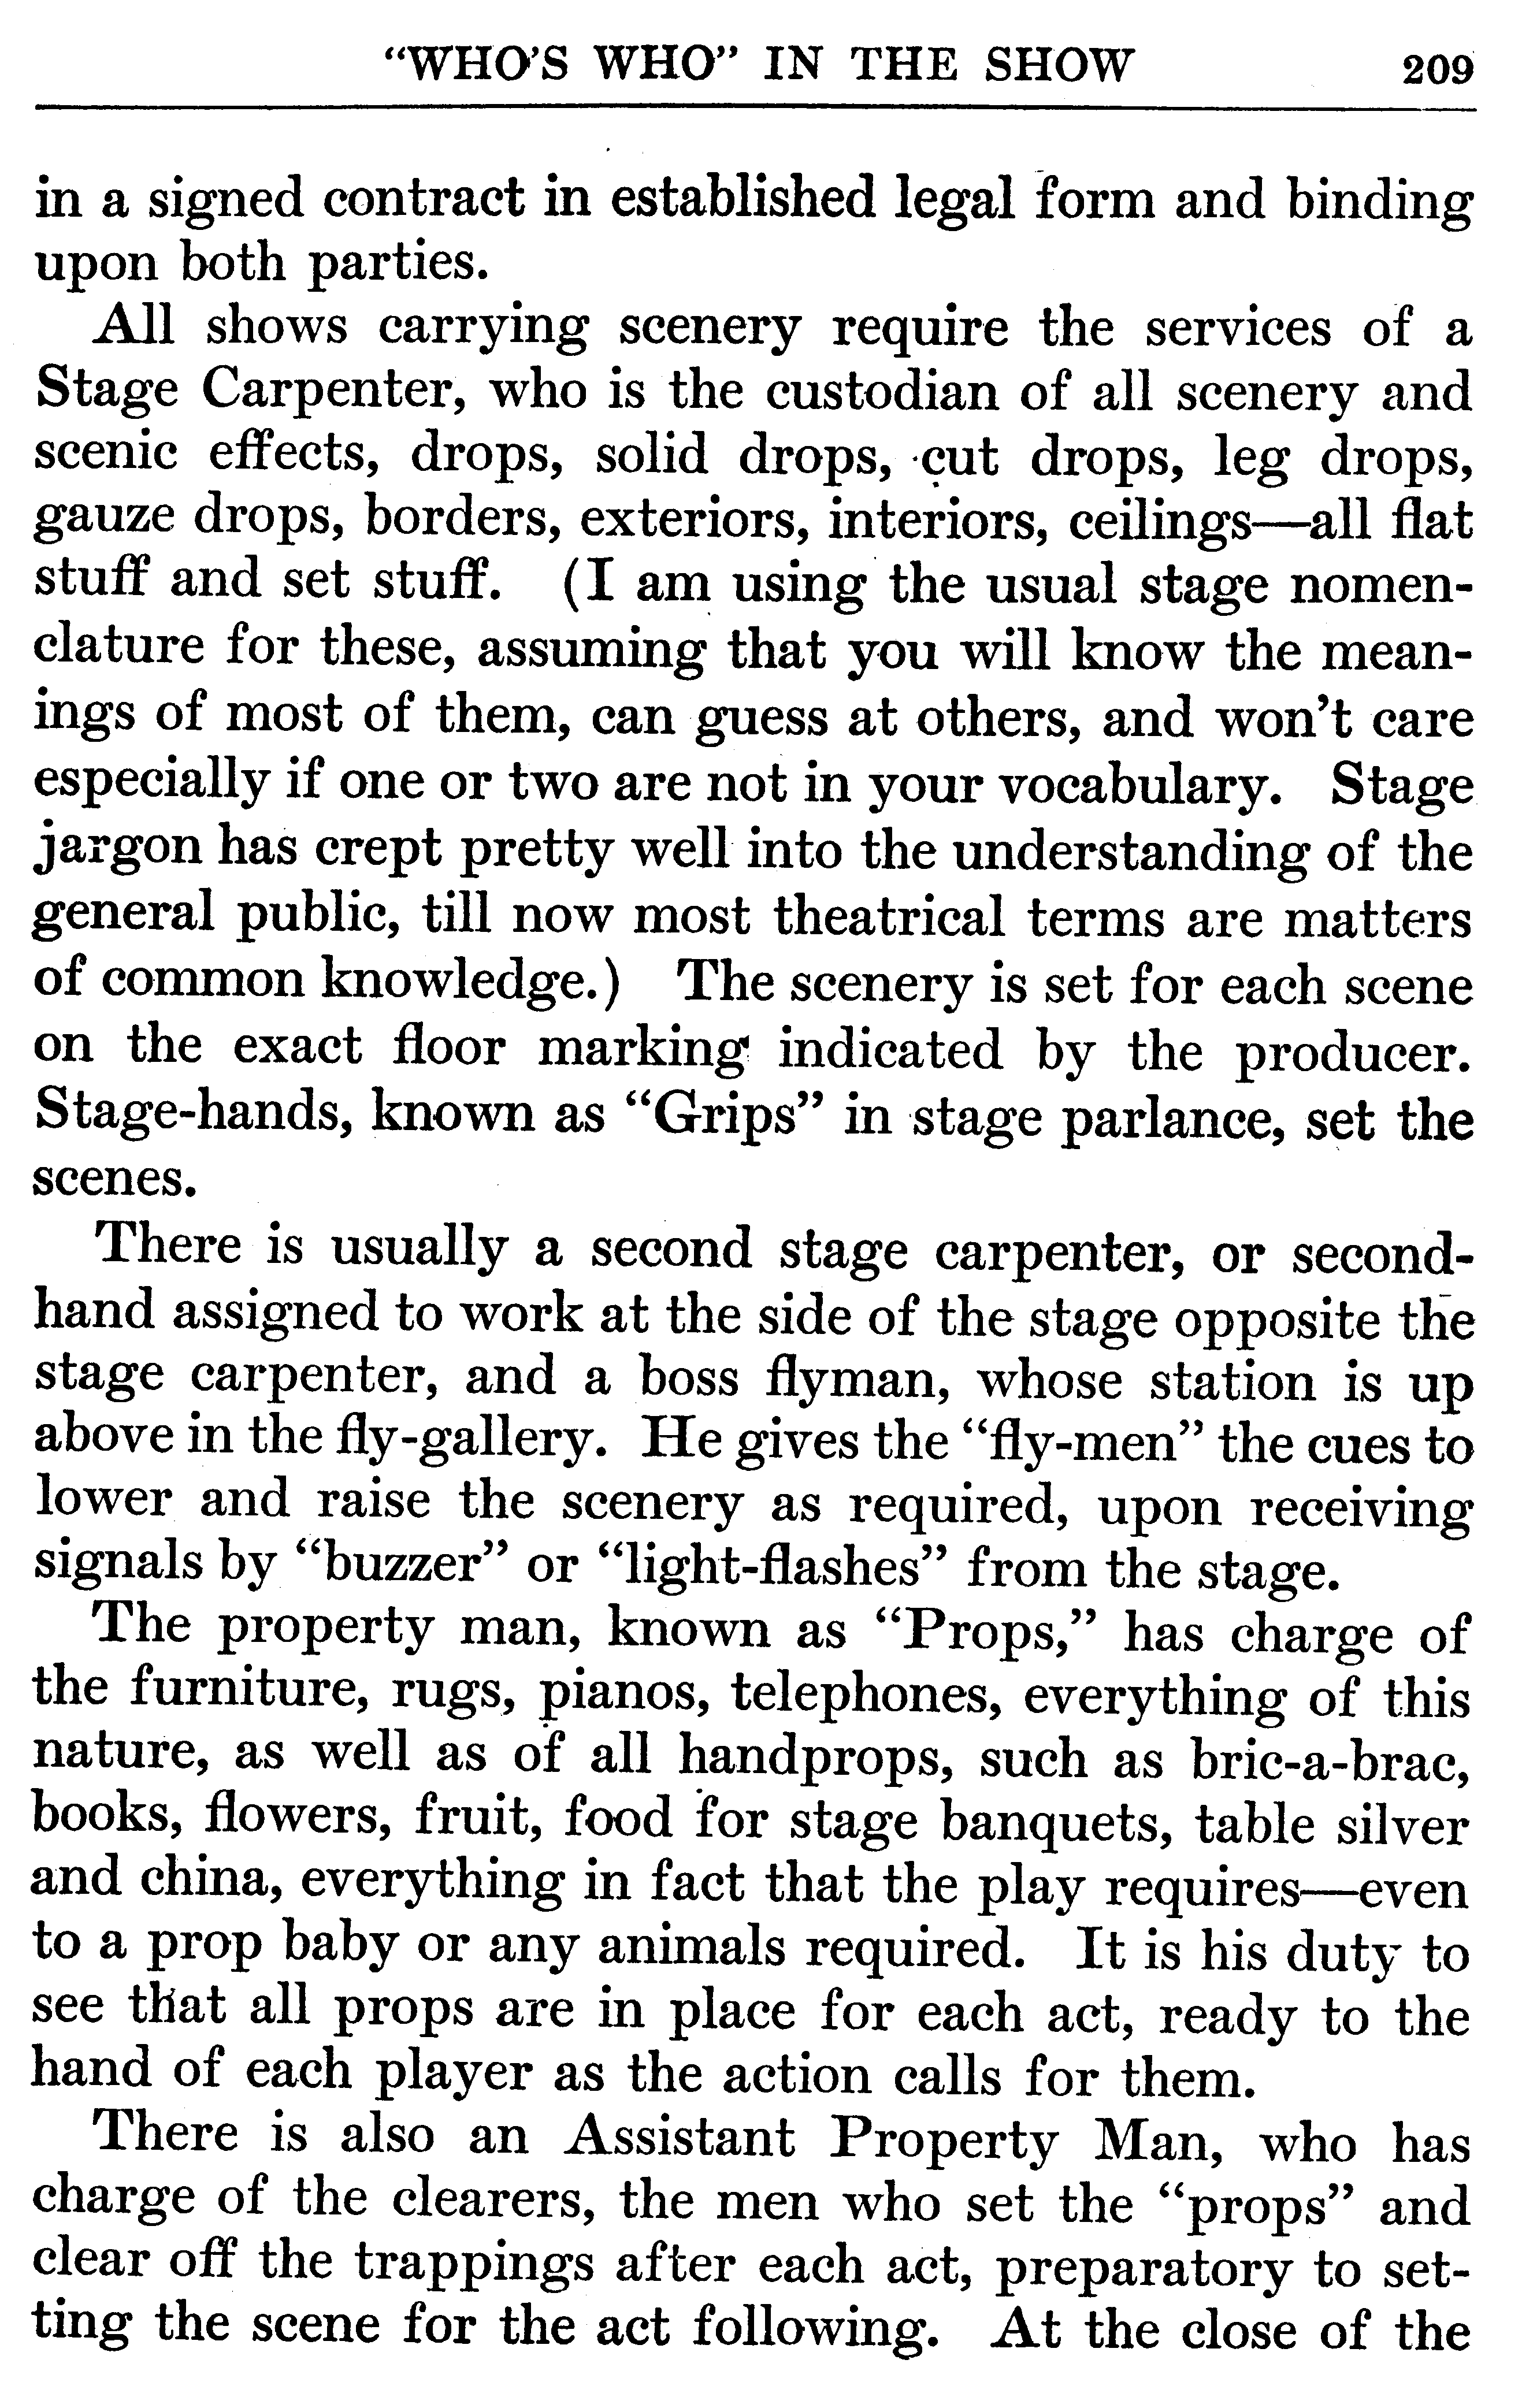 “WHO’S WHO” IN THE SHOW 209
in a signed contract in established legal form and binding
upon both parties.
All shows carrying scenery require the services of a
Stage Carpenter, who is the custodian of all scenery and
scenic effects, drops, solid drops, cut drops, leg drops,
gauze drops, borders, exteriors, interiors, ceilings—all flat
stuff and set stuff. (I am using the usual stage nomen-
clature for these, assuming that you will know the mean-
ings of most of them, can guess at others, and won’t care
especially if one or two are not in your vocabulary. Stage
jargon has crept pretty well into the understanding of the
general public, till now most theatrical terms are matters
of common knowledge.) The scenery is set for each scene
on the exact floor marking indicated by the producer.
Stage-hands, known as “Grips” in stage parlance, set the
scenes.
There is usually a second stage carpenter, or second-
hand assigned to work at the side of the stage opposite the
stage carpenter, and a boss flyman, whose station is up
above in the fly-gallery. He gives the “fly-men” the cues to
lower and raise the scenery as required, upon receiving
signals by “buzzer” or “light-flashes” from the stage.
The property man, known as “Props,” has charge of
the furniture, rugs, pianos, telephones, everything of this
nature, as well as of all handprops, such as bric-a-brac,
books, flowers, fruit, food for stage banquets, table silver
and china, everything in fact that the play requires—even
to a prop baby or any animals required. It is his duty to
see that all props are in place for each act, ready to the
hand of each player as the action calls for them.
There is also an Assistant Property Man, who has
charge of the clearers, the men who set the “props” and
clear off the trappings after each act, preparatory to set-
ting the scene for the act following. At the close of the